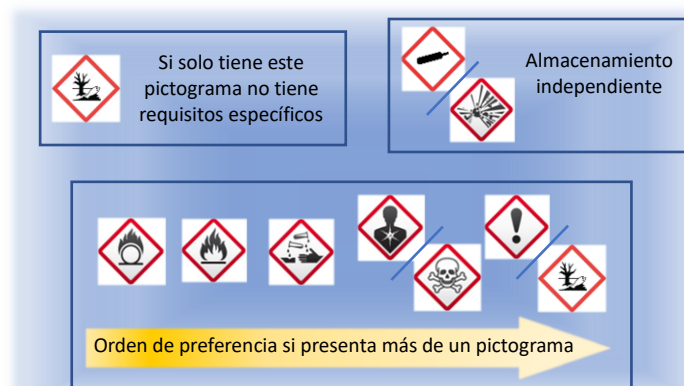 Si solo tiene este
pictograma no tiene
requisitos específicos
Almacenamiento
independiente
Orden de preferencia si presenta más de un pictograma